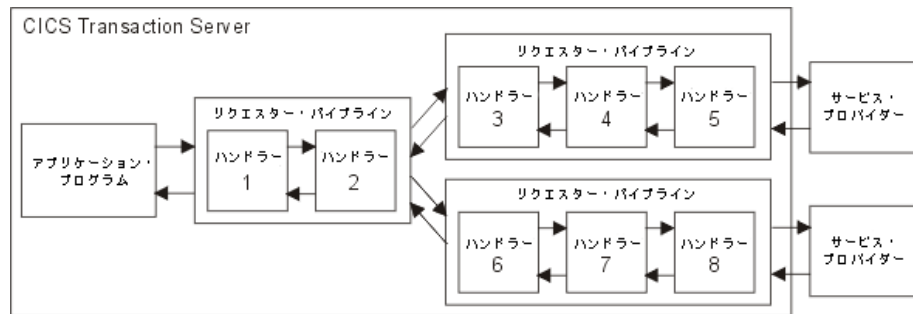 CICS Transaction Server
アプリケーション・
プログラム
リクエスター・パイプライン
ハンドラー
1
ハンドラー
2
リクエスター・パイプライン
ハンドラー
3
ハンドラー
4
ハンドラー
5
サービス・
プロバイダー
リクエスター・パイプライン
ハンドラー
6
ハンドラー
7
ハンドラー
8
サービス・
プロバイダー